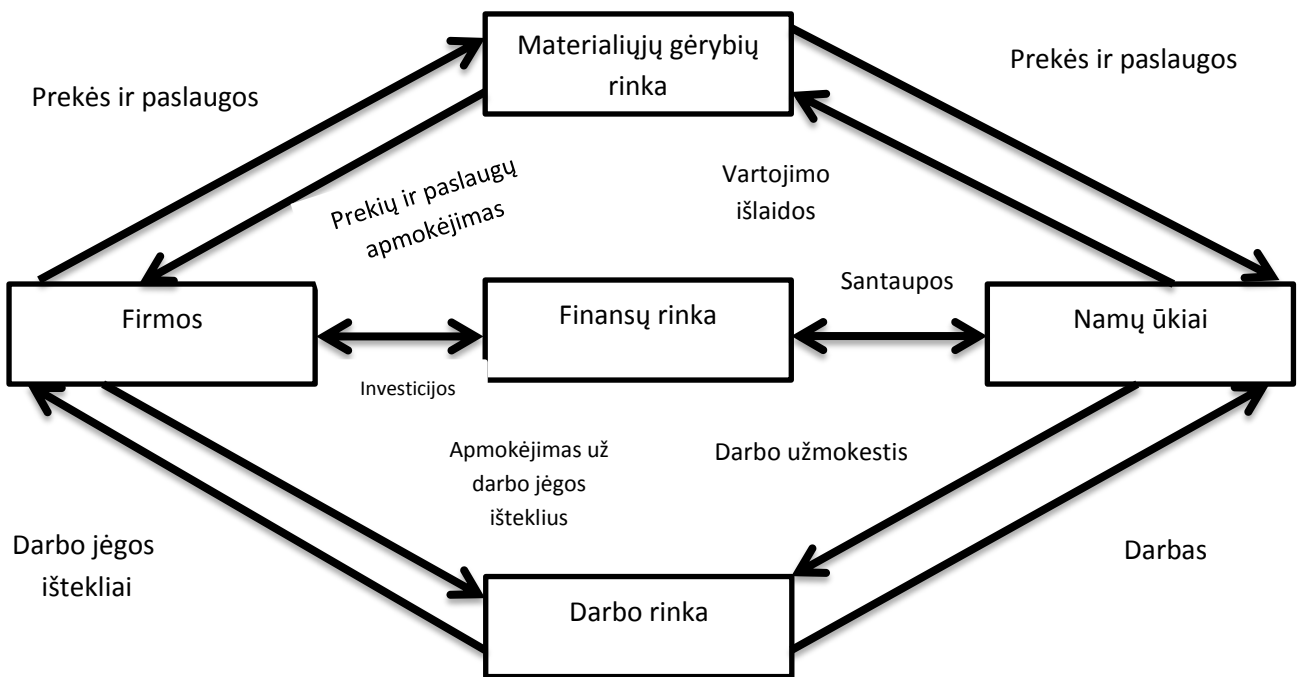 Materialiųjų gėrybių
rinka
Prekės ir paslaugos
Prekės ir paslaugos
Prekių ir paslaugų
apmokėjimas
Vartojimo
išlaidos
Santaupos
Firmos
Finansų rinka
Namų ūkiai
Investicijos
Apmokėjimas už
darbo jėgos
išteklius
Darbo užmokestis
Darbo jėgos
ištekliai
Darbas
Darbo rinka